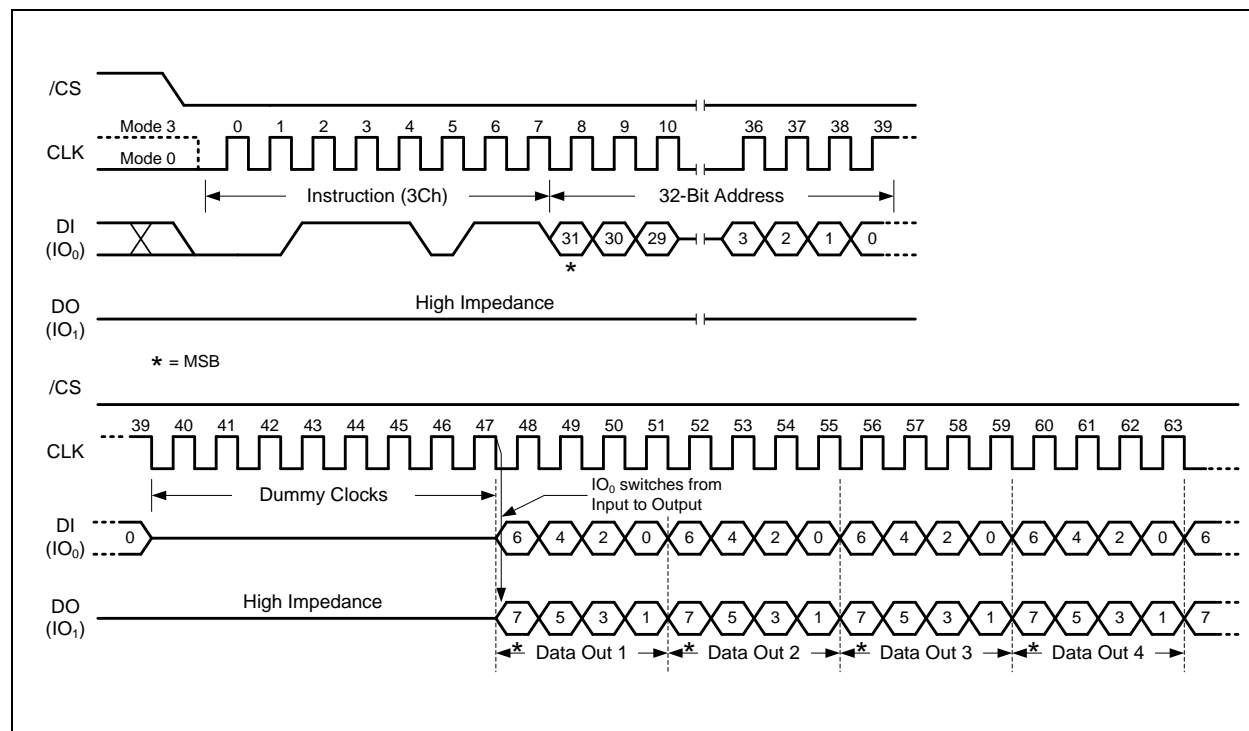 /CS
Mode 3 0 1 2 3 4 5 6 7 8 9 10 36 37 38 39
CLK
Mode 0
Instruction (3Ch) 32-Bit Address
DI
(IO₀)
31 30 29 3 2 1 0
*
High Impedance
DO
(IO₁)
* = MSB
/CS
39 40 41 42 43 44 45 46 47 48 49 50 51 52 53 54 55 56 57 58 59 60 61 62 63
CLK
Dummy Clocks
IO₀ switches from
Input to Output
DI
(IO₀)
0 6 4 2 0 6 4 2 0 6 4 2 0 6 4 2 0 6
High Impedance
DO
(IO₁)
7 5 3 1 7 5 3 1 7 5 3 1 7 5 3 1 7
* Data Out 1 * Data Out 2 * Data Out 3 * Data Out 4